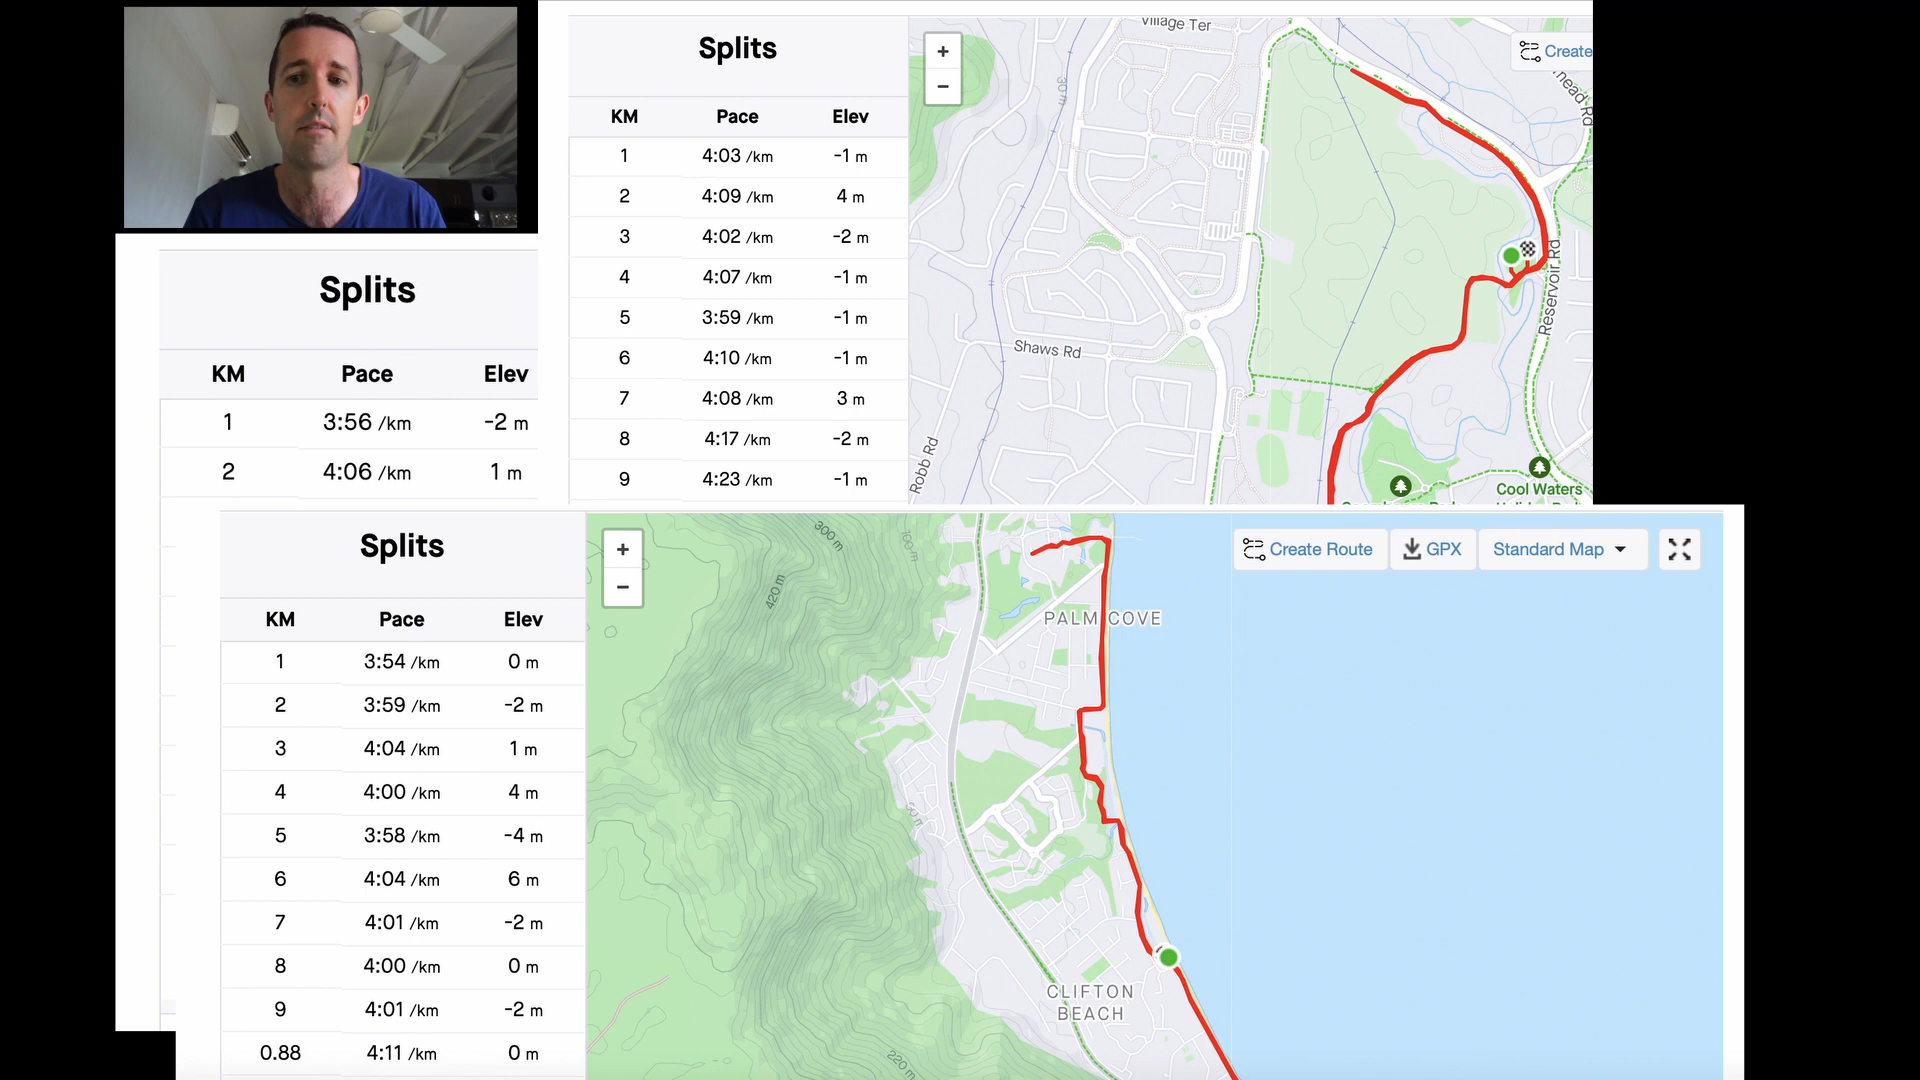 Splits
KM Pace Elev
1 4:03 /km -1 m
2 4:09 /km 4 m
3 4:02 /km -2 m
4 4:07 /km -1 m
5 3:59 /km -1 m
6 4:10 /km -1 m
7 4:08 /km 3 m
8 4:17 /km -2 m
9 4:23 /km -1 m
+
−
Village Ter
30 m
Create
head Rd
Shaws Rd
Robb Rd
Reservoir Rd
Cool Waters
Splits
KM Pace Elev
1 3:56 /km -2 m
2 4:06 /km 1 m
Splits
KM Pace Elev
1 3:54 /km 0 m
2 3:59 /km -2 m
3 4:04 /km 1 m
4 4:00 /km 4 m
5 3:58 /km -4 m
6 4:04 /km 6 m
7 4:01 /km -2 m
8 4:00 /km 0 m
9 4:01 /km -2 m
0.88 4:11 /km 0 m
+
−
300 m
100 m
420 m
Create Route GPX Standard Map
PALM COVE
50 m
CLIFTON
BEACH
220 m